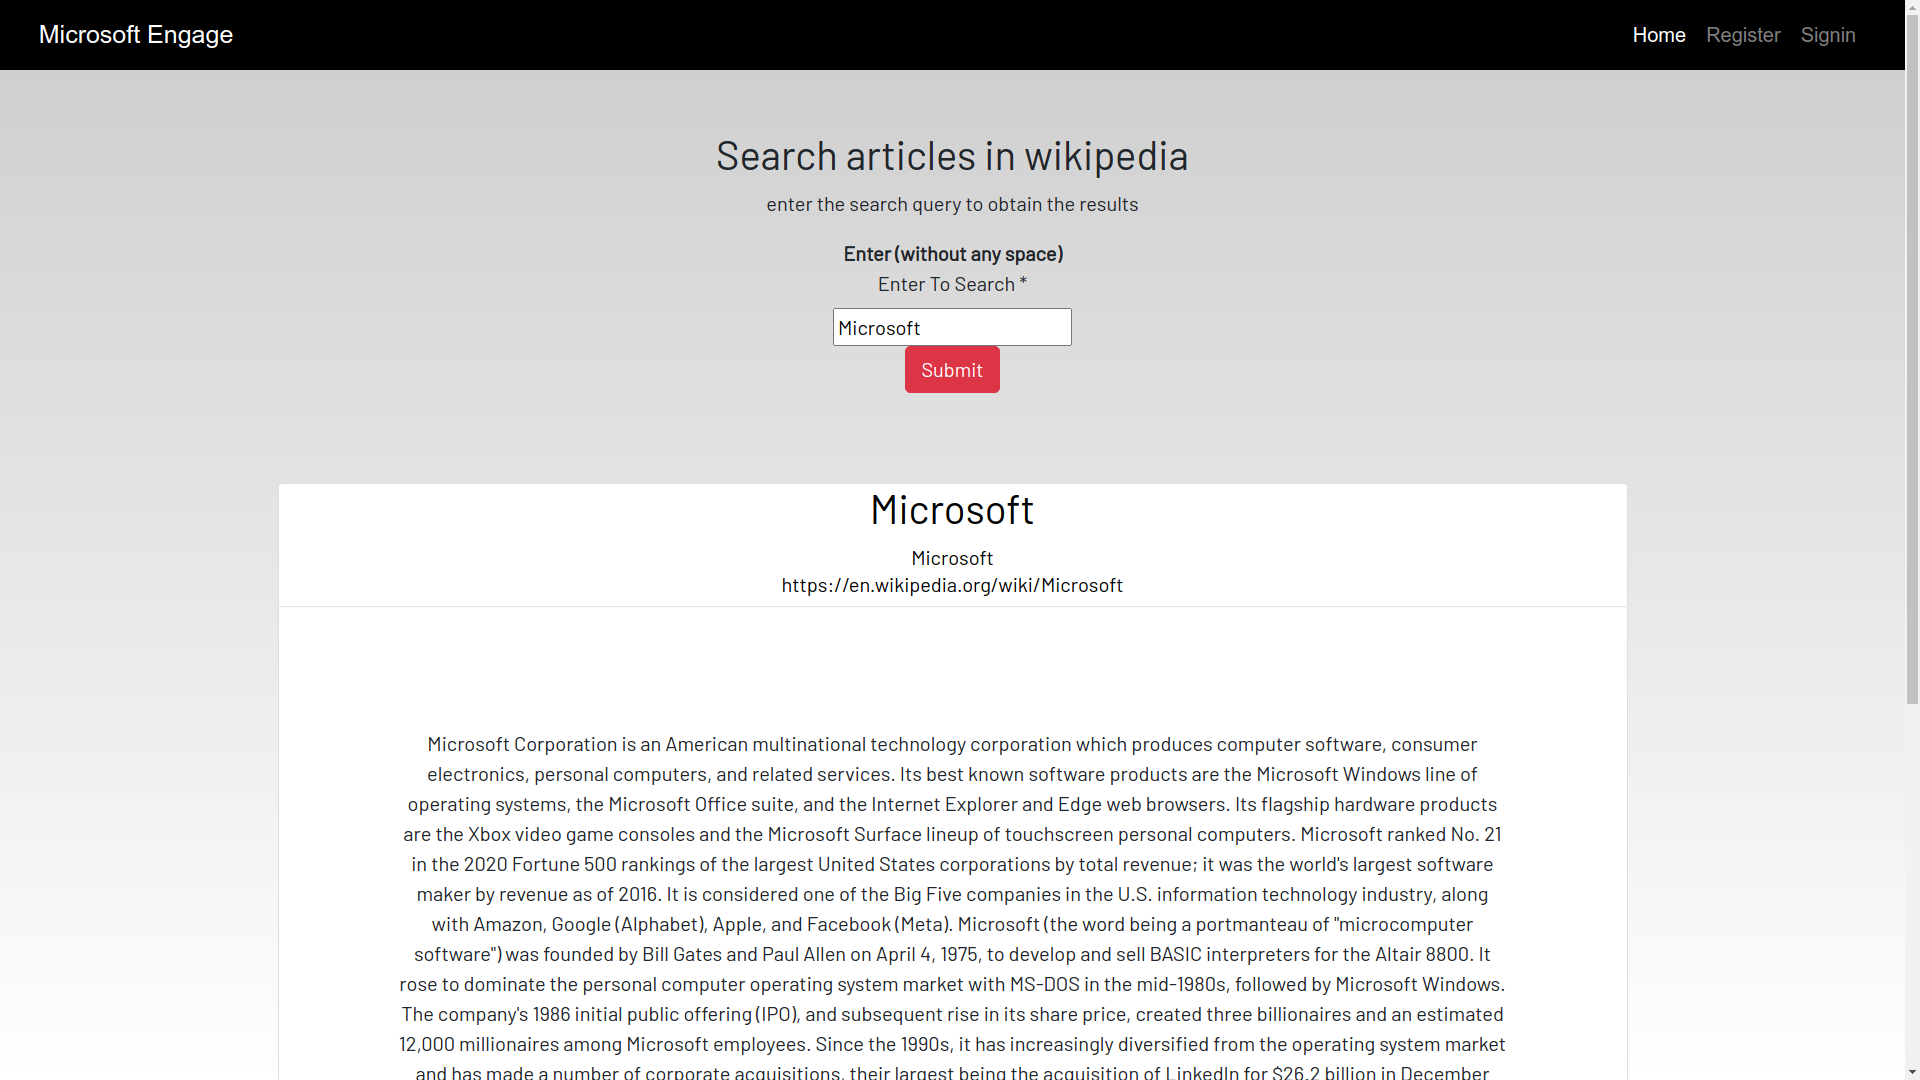 Microsoft Engage
Home Register Signin
Search articles in wikipedia
enter the search query to obtain the results
Enter (without any space)
Enter To Search *
Microsoft
Submit
Microsoft
Microsoft
https://en.wikipedia.org/wiki/Microsoft
Microsoft Corporation is an American multinational technology corporation which produces computer software, consumer
electronics, personal computers, and related services. Its best known software products are the Microsoft Windows line of
operating systems, the Microsoft Office suite, and the Internet Explorer and Edge web browsers. Its flagship hardware products
are the Xbox video game consoles and the Microsoft Surface lineup of touchscreen personal computers. Microsoft ranked No. 21
in the 2020 Fortune 500 rankings of the largest United States corporations by total revenue; it was the world's largest software
maker by revenue as of 2016. It is considered one of the Big Five companies in the U.S. information technology industry, along
with Amazon, Google (Alphabet), Apple, and Facebook (Meta). Microsoft (the word being a portmanteau of "microcomputer
software") was founded by Bill Gates and Paul Allen on April 4, 1975, to develop and sell BASIC interpreters for the Altair 8800. It
rose to dominate the personal computer operating system market with MS-DOS in the mid-1980s, followed by Microsoft Windows.
The company's 1986 initial public offering (IPO), and subsequent rise in its share price, created three billionaires and an estimated
12,000 millionaires among Microsoft employees. Since the 1990s, it has increasingly diversified from the operating system market
and has made a number of corporate acquisitions, their largest being the acquisition of LinkedIn for $26.2 billion in December